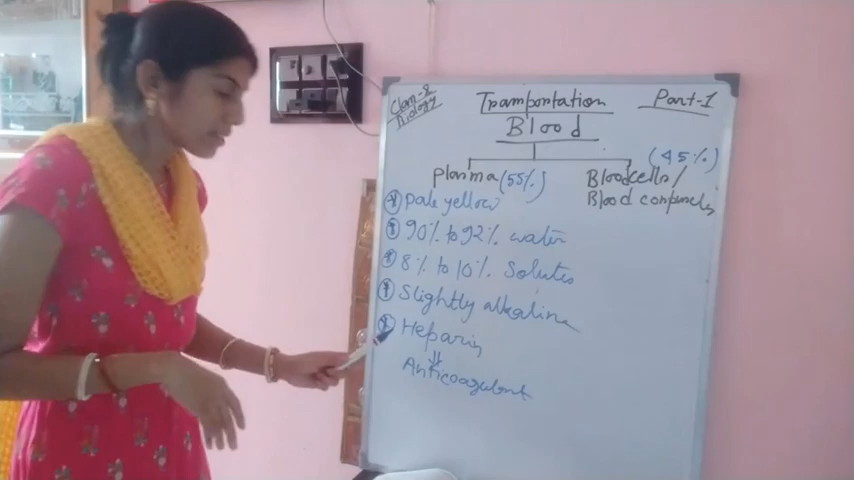 Class-8
Biology
Transportation
Part-1
Blood
Plasma (55%)
(45%)
Blood cells/
Blood corpuscles
Pale yellow
90% to 92% water
8% to 10% Solutes
Slightly alkaline
Heparin
Anticoagulant